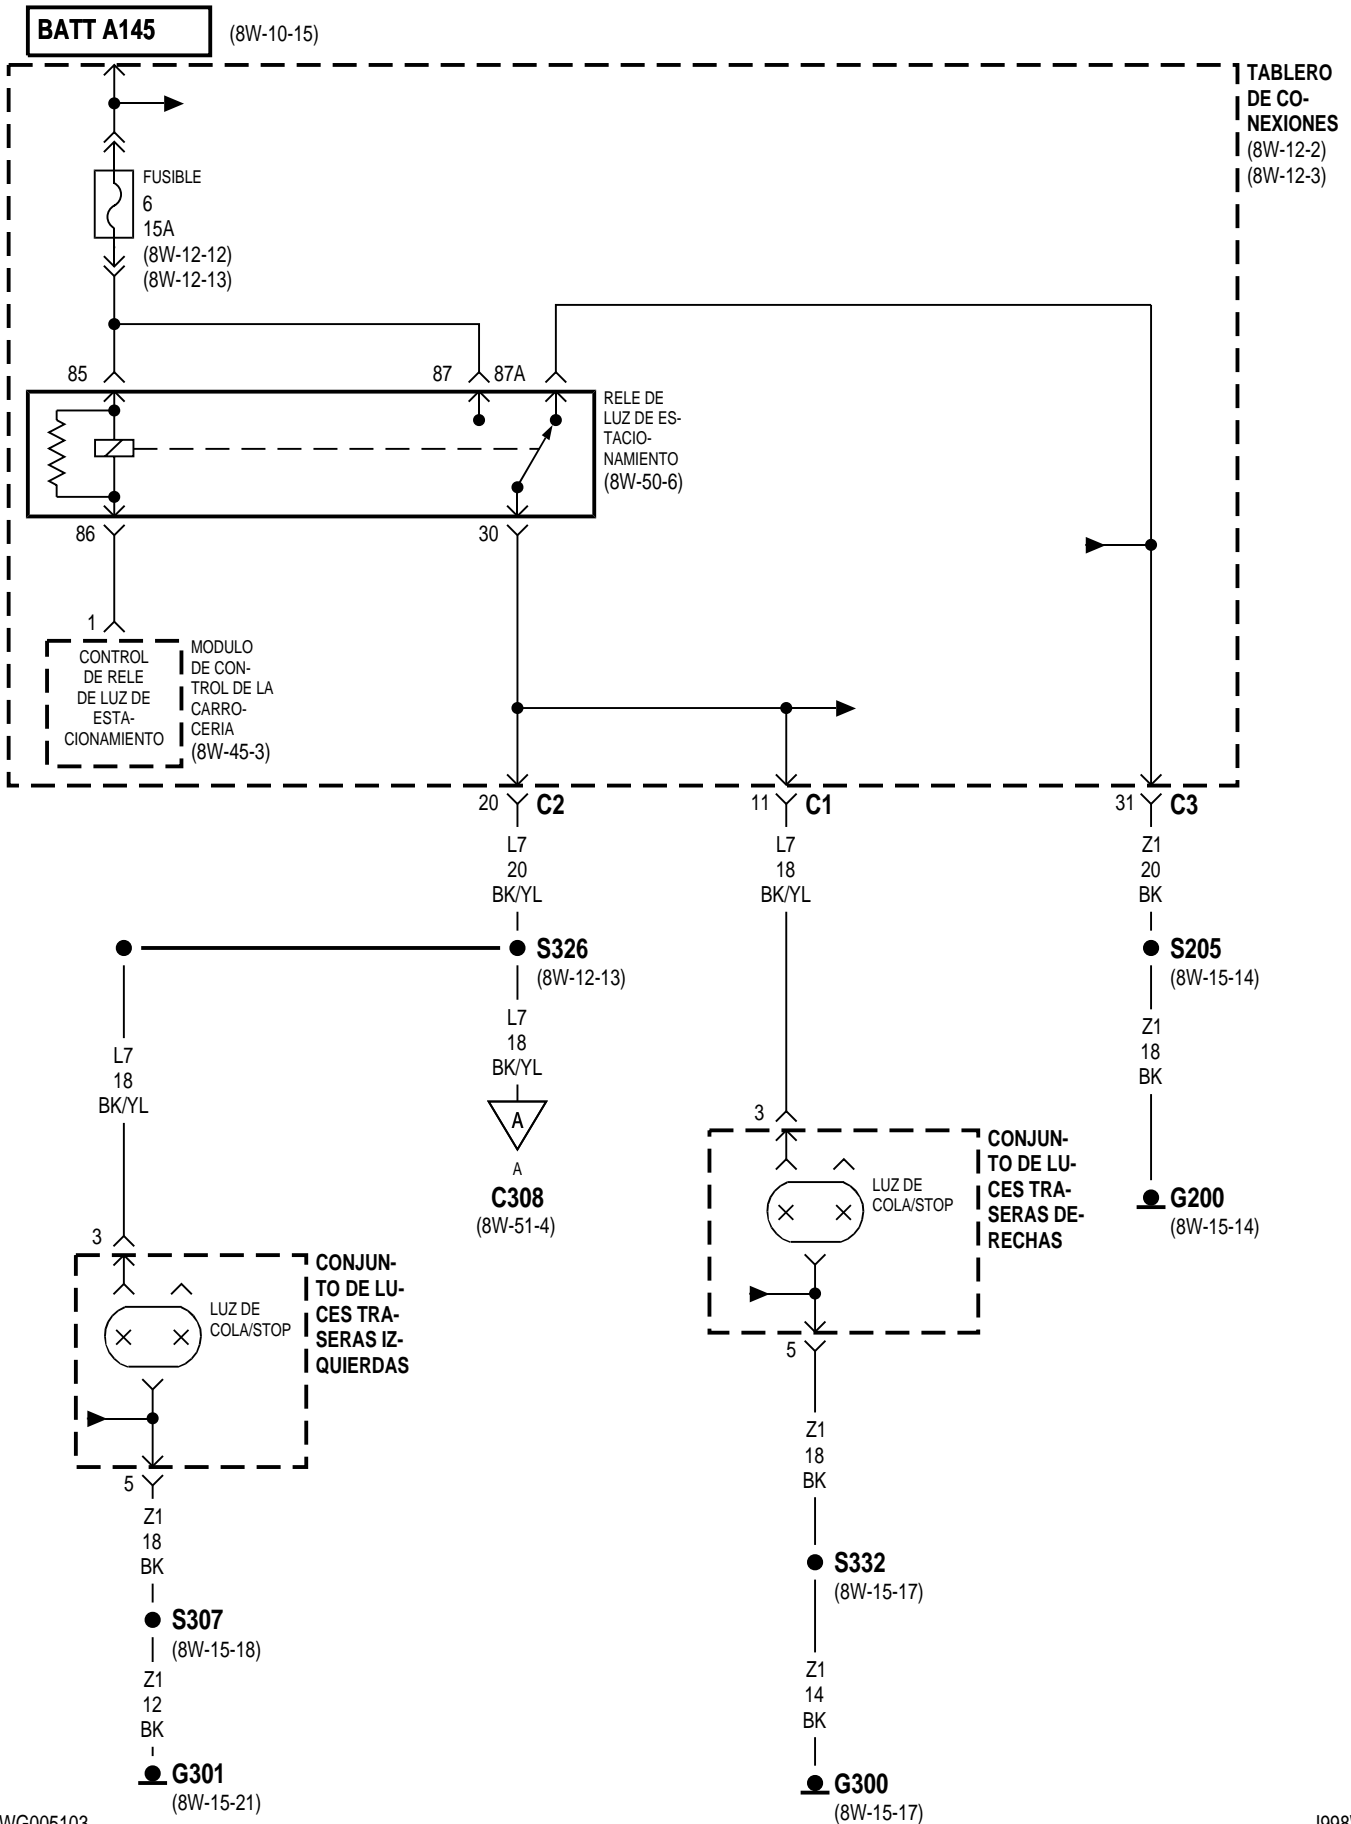 BATT A145
(8W-10-15)
TABLERO
DE CO-
NEXIONES
(8W-12-2)
(8W-12-3)
FUSIBLE
6
15A
(8W-12-12)
(8W-12-13)
85
87
87A
RELE DE
LUZ DE ES-
TACIO-
NAMIENTO
(8W-50-6)
86
30
1
CONTROL
DE RELE
DE LUZ DE
ESTA-
CIONAMIENTO
MODULO
DE CON-
TROL DE LA
CARRO-
CERIA
(8W-45-3)
20
C2
11
C1
31
C3
L7
20
BK/YL
L7
18
BK/YL
Z1
20
BK
S326
(8W-12-13)
S205
(8W-15-14)
L7
18
BK/YL
L7
18
BK/YL
Z1
18
BK
A
A
C308
(8W-51-4)
3
CONJUN-
TO DE LU-
CES TRA-
SERAS DE-
RECHAS
LUZ DE
COLA/STOP
G200
(8W-15-14)
3
CONJUN-
TO DE LU-
CES TRA-
SERAS IZ-
QUIERDAS
LUZ DE
COLA/STOP
5
5
Z1
18
BK
Z1
18
BK
S307
(8W-15-18)
S332
(8W-15-17)
Z1
12
BK
Z1
14
BK
G301
(8W-15-21)
G300
(8W-15-17)